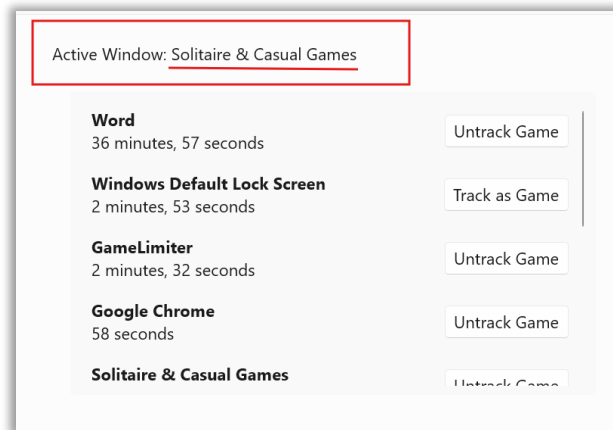 Active Window: Solitaire & Casual Games
Word
36 minutes, 57 seconds
Untrack Game
Windows Default Lock Screen
2 minutes, 53 seconds
Track as Game
GameLimiter
2 minutes, 32 seconds
Untrack Game
Google Chrome
58 seconds
Untrack Game
Solitaire & Casual Games
Untrack Game